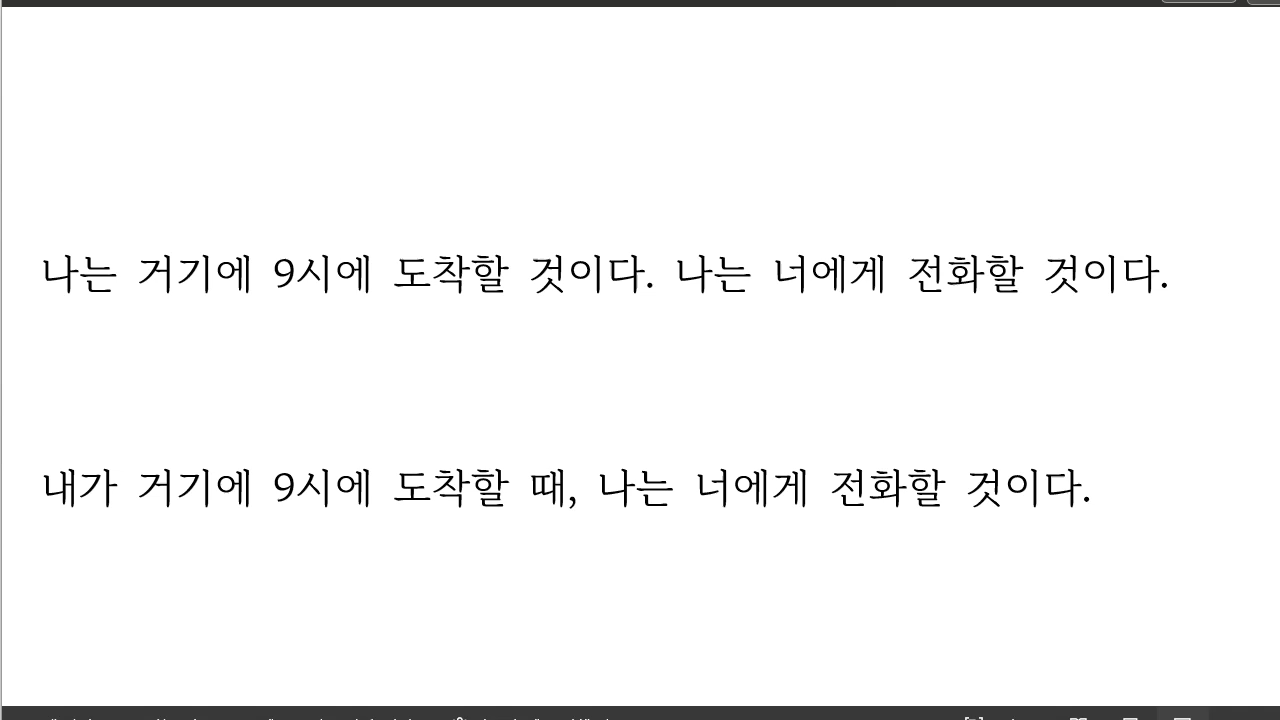 나는 거기에 9시에 도착할 것이다. 나는 너에게 전화할 것이다.
내가 거기에 9시에 도착할 때, 나는 너에게 전화할 것이다.